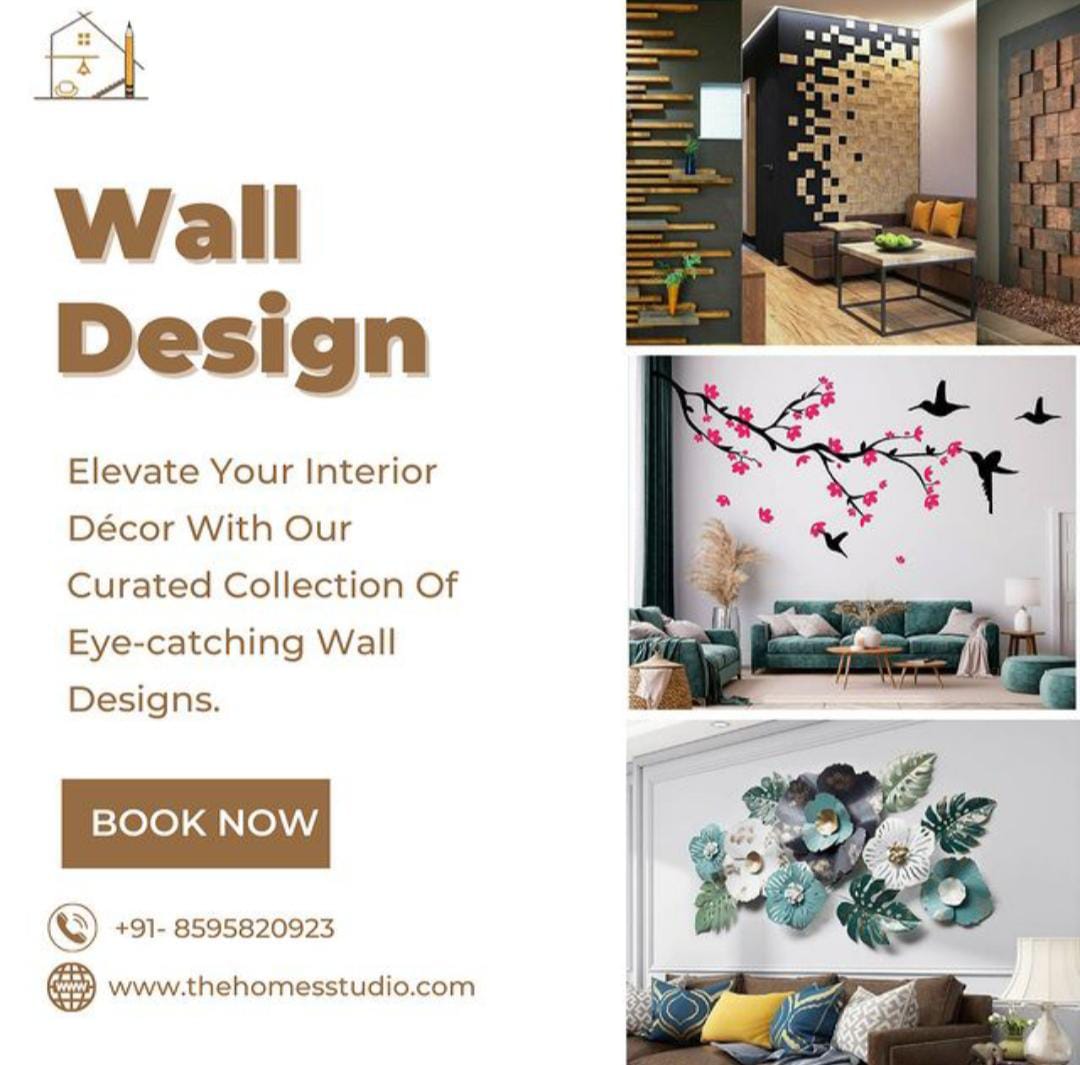 Wall
Design
Elevate Your Interior
Décor With Our
Curated Collection Of
Eye-catching Wall
Designs.
BOOK NOW
+91- 8595820923
www
www.thehomesstudio.com